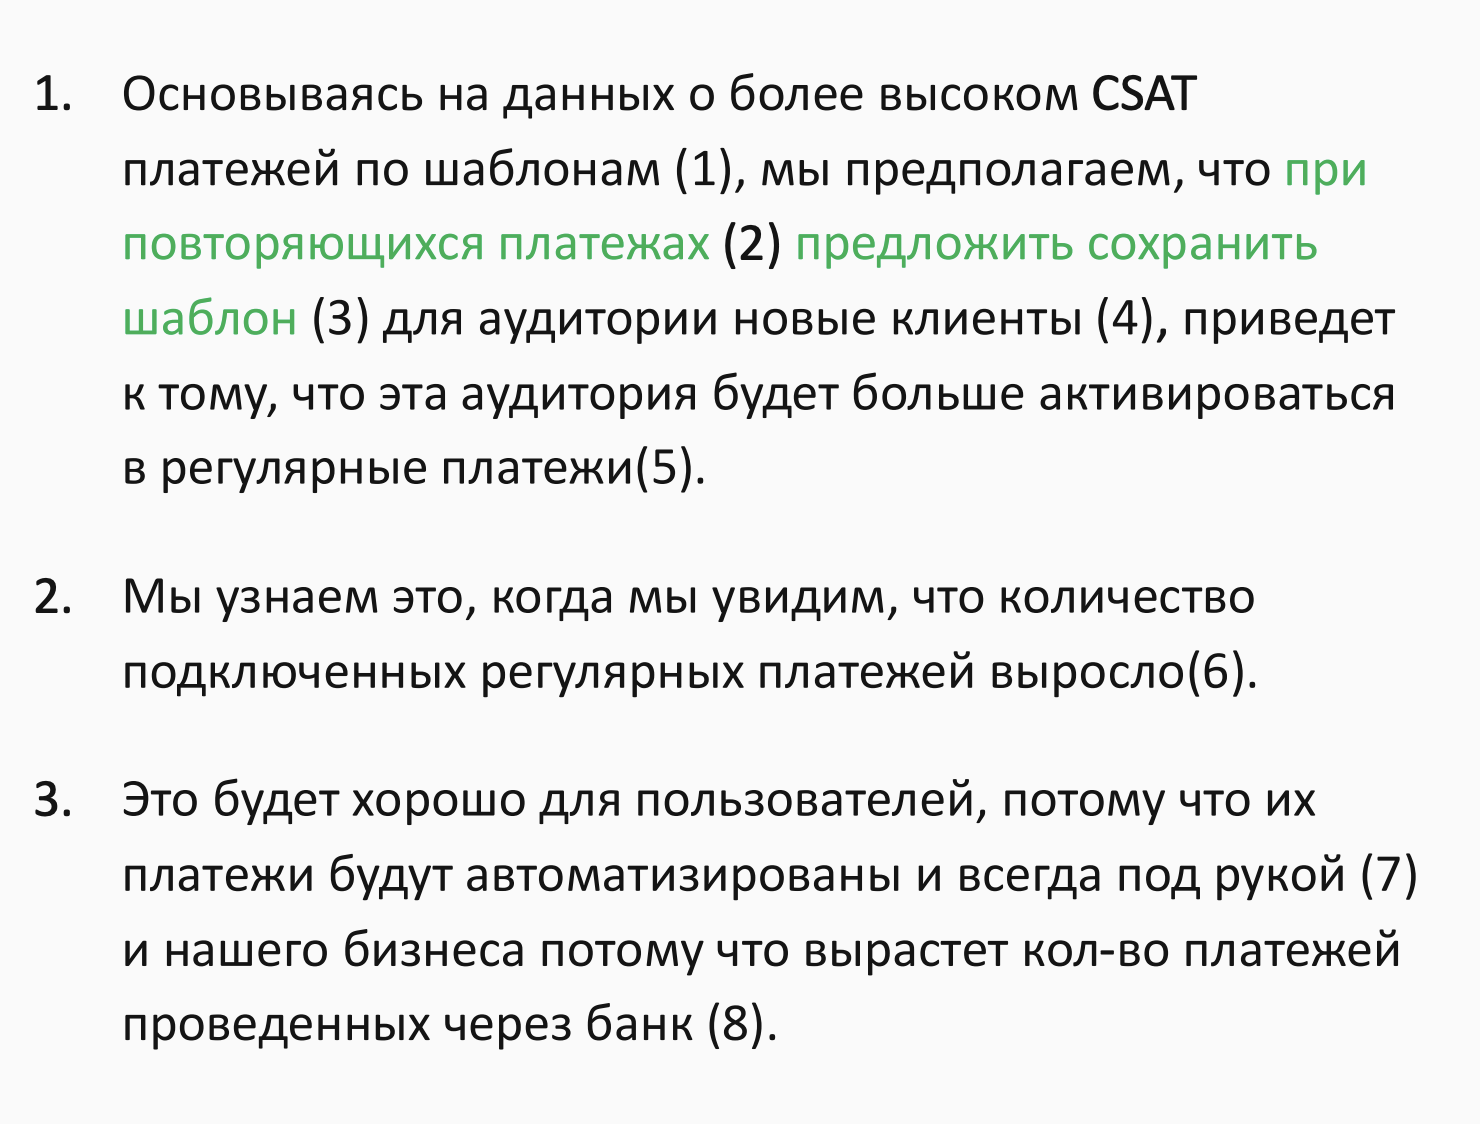 1. Основываясь на данных о более высоком CSAT
платежей по шаблонам (1), мы предполагаем, что при
повторяющихся платежах (2) предложить сохранить
шаблон (3) для аудитории новые клиенты (4), приведет
к тому, что эта аудитория будет больше активироваться
в регулярные платежи(5).
2. Мы узнаем это, когда мы увидим, что количество
подключенных регулярных платежей выросло(6).
3. Это будет хорошо для пользователей, потому что их
платежи будут автоматизированы и всегда под рукой (7)
и нашего бизнеса потому что вырастет кол-во платежей
проведенных через банк (8).